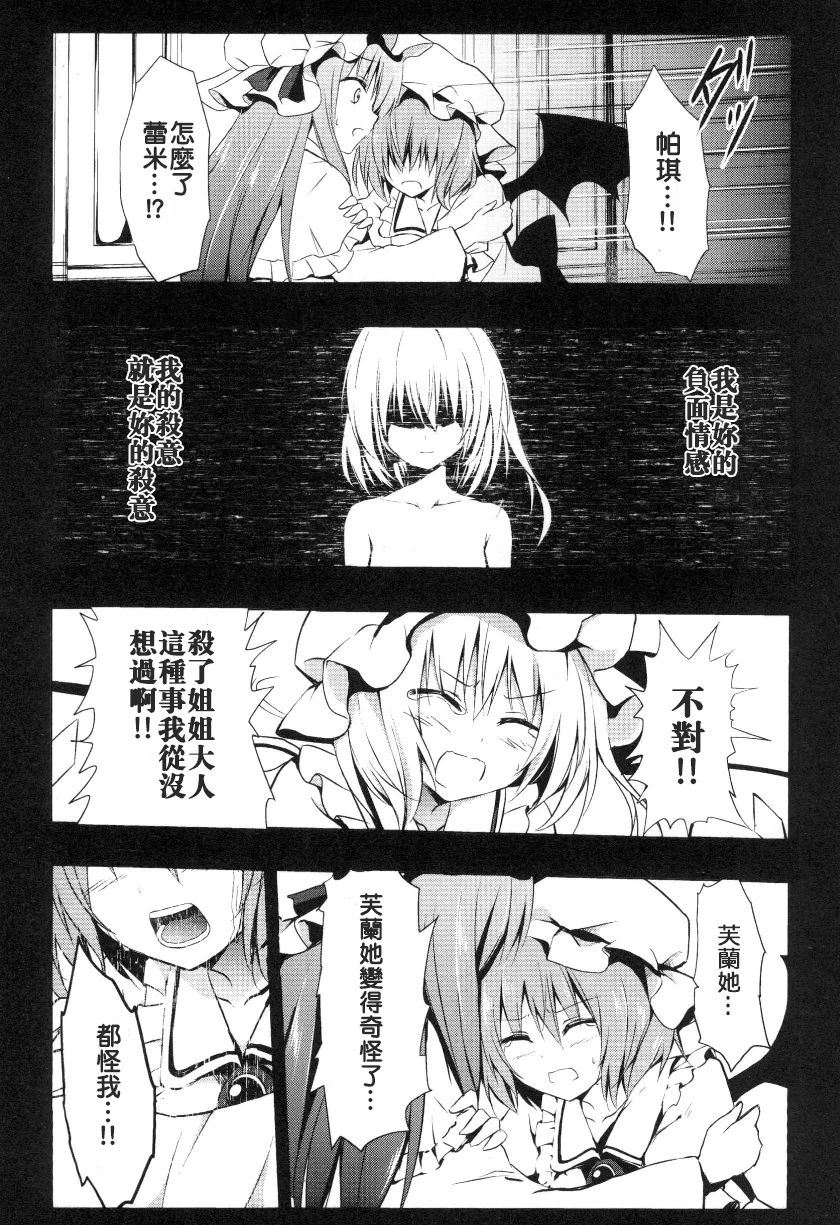 ダッ
ダッ
帕琪…!!
怎麼了
蕾米…!?
我是妳的
負面情感
我的殺意
就是妳的殺意
不對!!
殺了姐姐大人
這種事我從沒
想過啊!!
芙蘭她…
芙蘭她變得奇怪了…
都怪我…!!